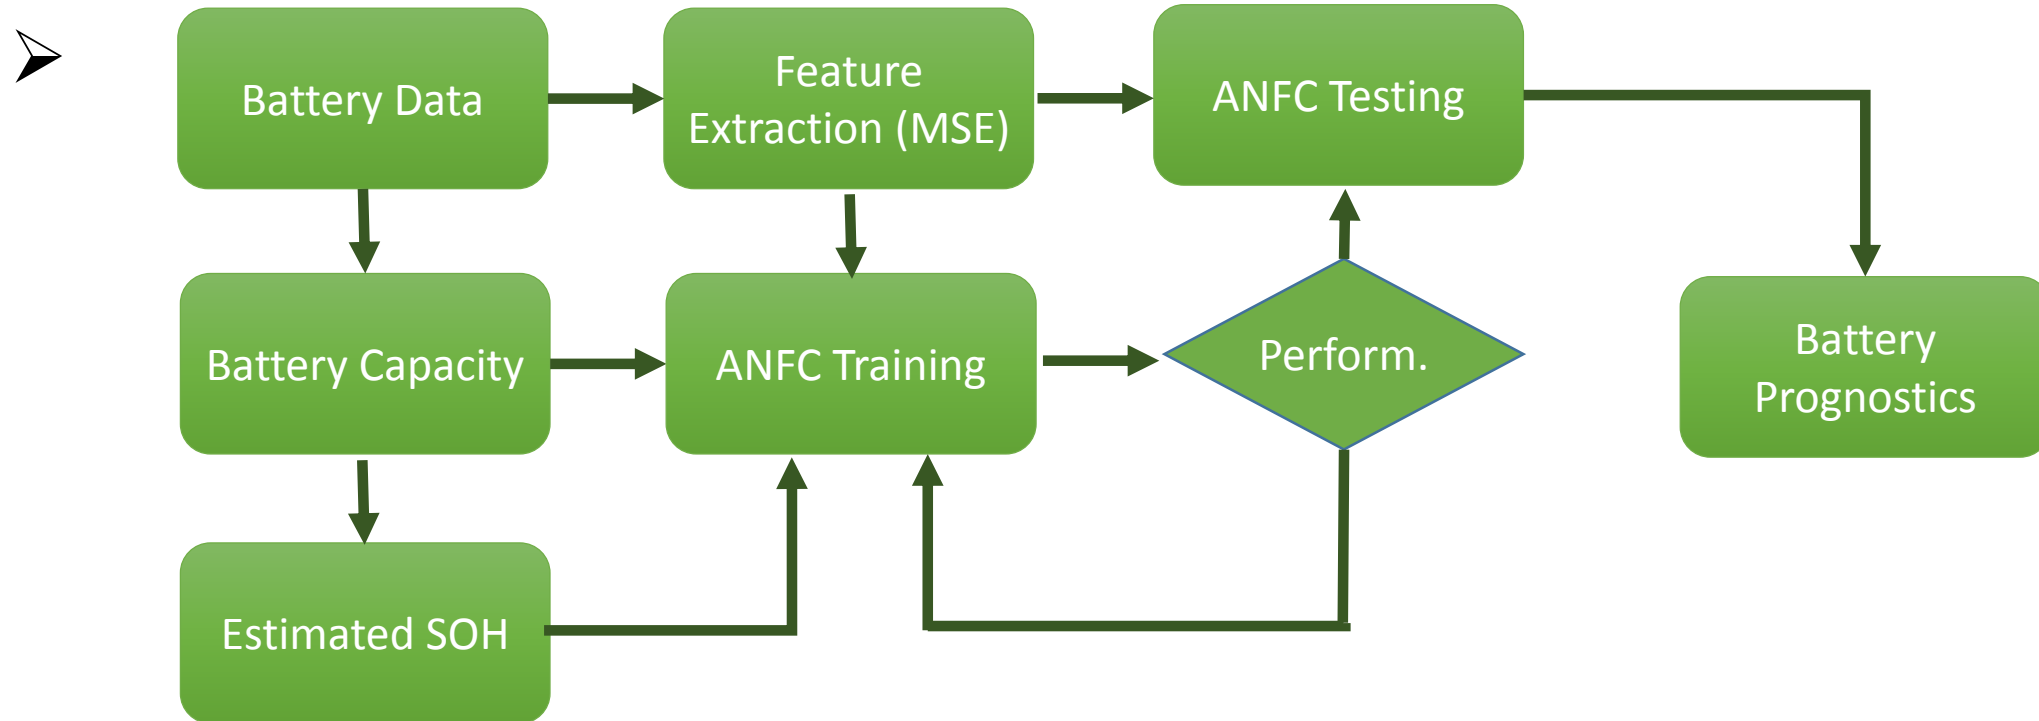 Battery Data
Feature
Extraction (MSE)
ANFC Testing
Battery Capacity
ANFC Training
Perform.
Battery
Prognostics
Estimated SOH